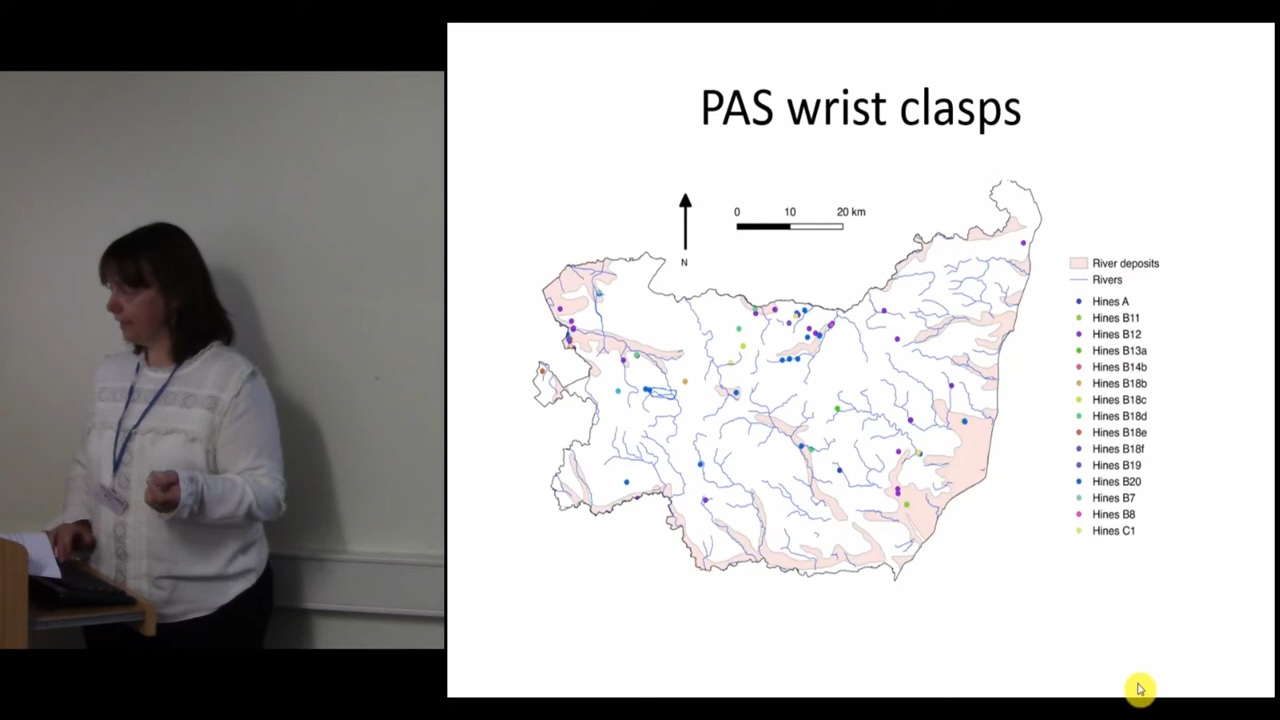 PAS wrist clasps
0 10 20 km
N
River deposits
Rivers
Hines A
Hines B11
Hines B12
Hines B13a
Hines B14b
Hines B18b
Hines B18c
Hines B18d
Hines B18e
Hines B18f
Hines B19
Hines B20
Hines B7
Hines B8
Hines C1